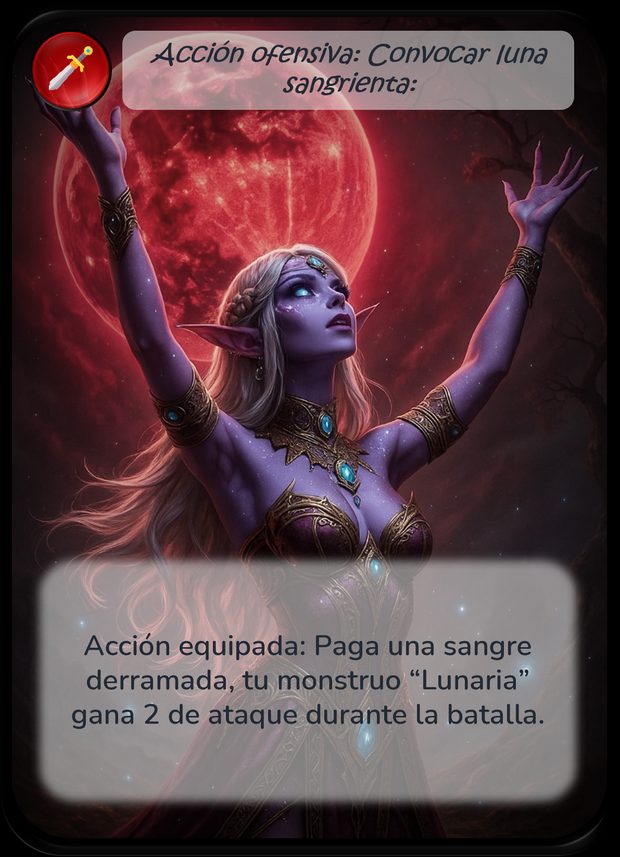 Acción ofensiva: Convocar luna
sangrienta:
Acción equipada: Paga una sangre
derramada, tu monstruo “Lunaria”
gana 2 de ataque durante la batalla.